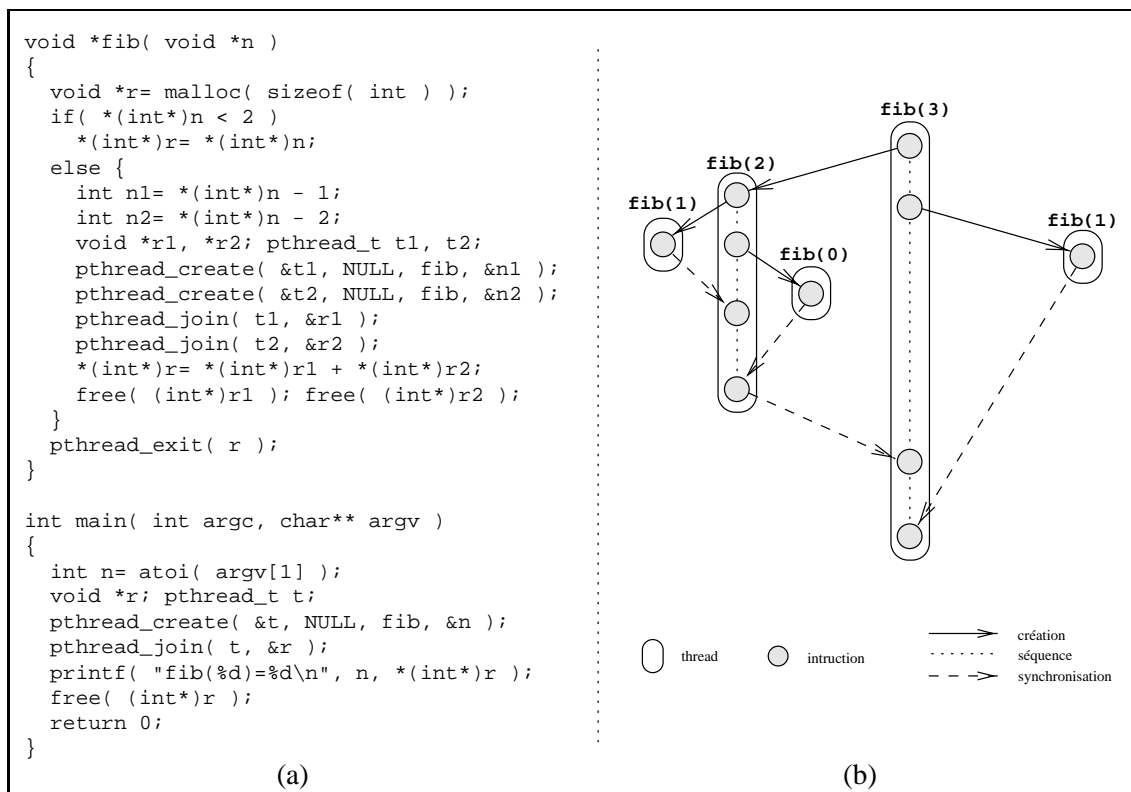 void *fib( void *n )
{
  void *r= malloc( sizeof( int ) );
  if( *(int*)n < 2 )
    *(int*)r= *(int*)n;
  else {
    int n1= *(int*)n - 1;
    int n2= *(int*)n - 2;
    void *r1, *r2; pthread_t t1, t2;
    pthread_create( &t1, NULL, fib, &n1 );
    pthread_create( &t2, NULL, fib, &n2 );
    pthread_join( t1, &r1 );
    pthread_join( t2, &r2 );
    *(int*)r= *(int*)r1 + *(int*)r2;
    free( (int*)r1 ); free( (int*)r2 );
  }
  pthread_exit( r );
}
int main( int argc, char** argv )
{
  int n= atoi( argv[1] );
  void *r; pthread_t t;
  pthread_create( &t, NULL, fib, &n );
  pthread_join( t, &r );
  printf( "fib(%d)=%d\n", n, *(int*)r );
  free( (int*)r );
  return 0;
}
(a)
fib(3)
fib(2)
fib(1)
fib(1)
fib(0)
thread
intruction
création
séquence
synchronisation
(b)